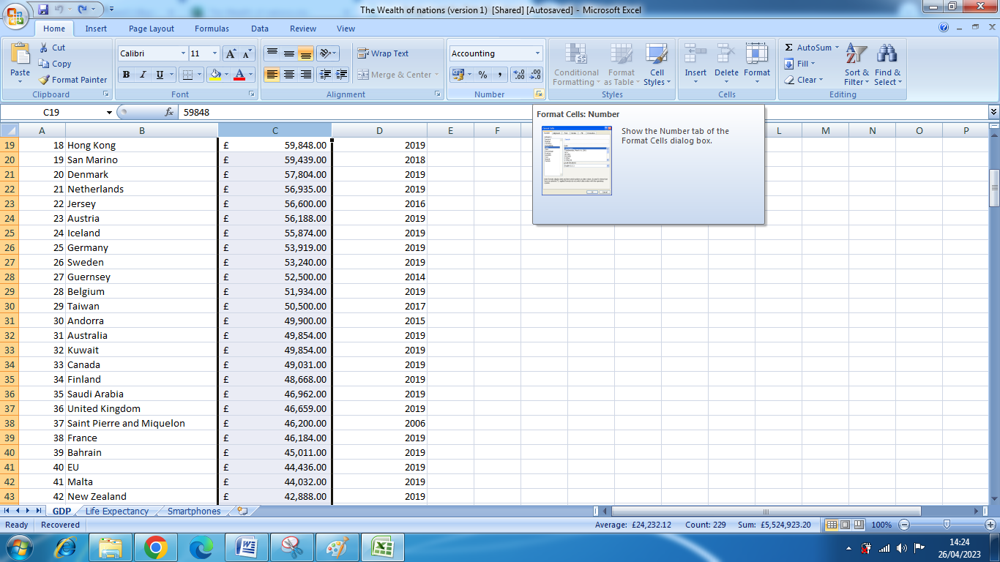 The Wealth of nations (version 1) [Shared] [Autosaved] - Microsoft Excel
Home Insert Page Layout Formulas Data Review View
Paste
Cut
Copy
Format Painter
Clipboard
Calibri 11
B I U
Font
Wrap Text
Merge & Center
Alignment
Accounting
% ,
Number
Conditional Formatting
Format as Table
Cell Styles
Styles
Insert Delete Format
Cells
Σ AutoSum
Fill
Clear
Sort & Filter
Find & Select
Editing
C19 fx 59848
Format Cells: Number
Show the Number tab of the
Format Cells dialog box.
A B C D E F L M N O P
19 18 Hong Kong £ 59,848.00 2019
20 19 San Marino £ 59,439.00 2018
21 20 Denmark £ 57,804.00 2019
22 21 Netherlands £ 56,935.00 2019
23 22 Jersey £ 56,600.00 2016
24 23 Austria £ 56,188.00 2019
25 24 Iceland £ 55,874.00 2019
26 25 Germany £ 53,919.00 2019
27 26 Sweden £ 53,240.00 2019
28 27 Guernsey £ 52,500.00 2014
29 28 Belgium £ 51,934.00 2019
30 29 Taiwan £ 50,500.00 2017
31 30 Andorra £ 49,900.00 2015
32 31 Australia £ 49,854.00 2019
33 32 Kuwait £ 49,854.00 2019
34 33 Canada £ 49,031.00 2019
35 34 Finland £ 48,668.00 2019
36 35 Saudi Arabia £ 46,962.00 2019
37 36 United Kingdom £ 46,659.00 2019
38 37 Saint Pierre and Miquelon £ 46,200.00 2006
39 38 France £ 46,184.00 2019
40 39 Bahrain £ 45,011.00 2019
41 40 EU £ 44,436.00 2019
42 41 Malta £ 44,032.00 2019
43 42 New Zealand £ 42,888.00 2019
GDP Life Expectancy Smartphones
Ready Recovered Average: £24,232.12 Count: 229 Sum: £5,524,923.20 100%
14:24
26/04/2023